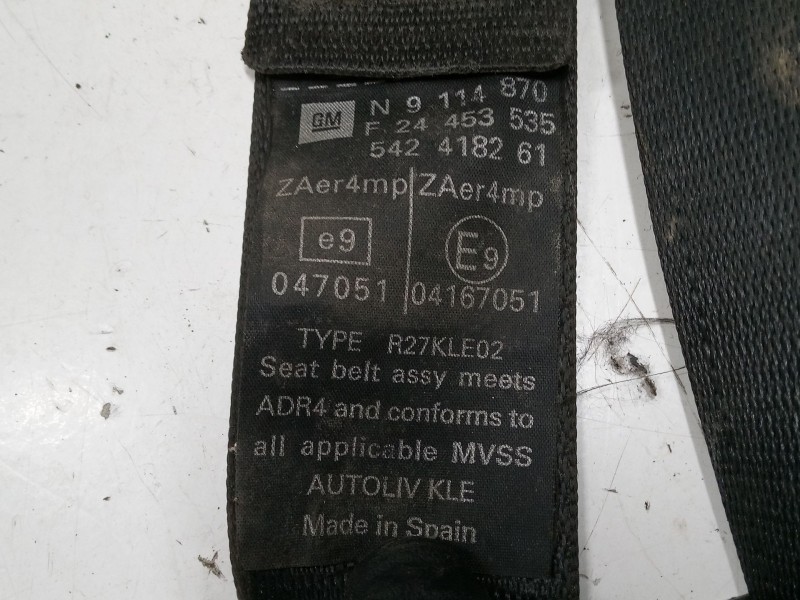 N 9 114 870
GM F. 24 453 535
542 4182 61
ZAer4mp ZAer4mp
e9 E9
047051 04167051
TYPE R27KLE02
Seat belt assy meets
ADR4 and conforms to
all applicable MVSS
AUTOLIV KLE
Made in Spain